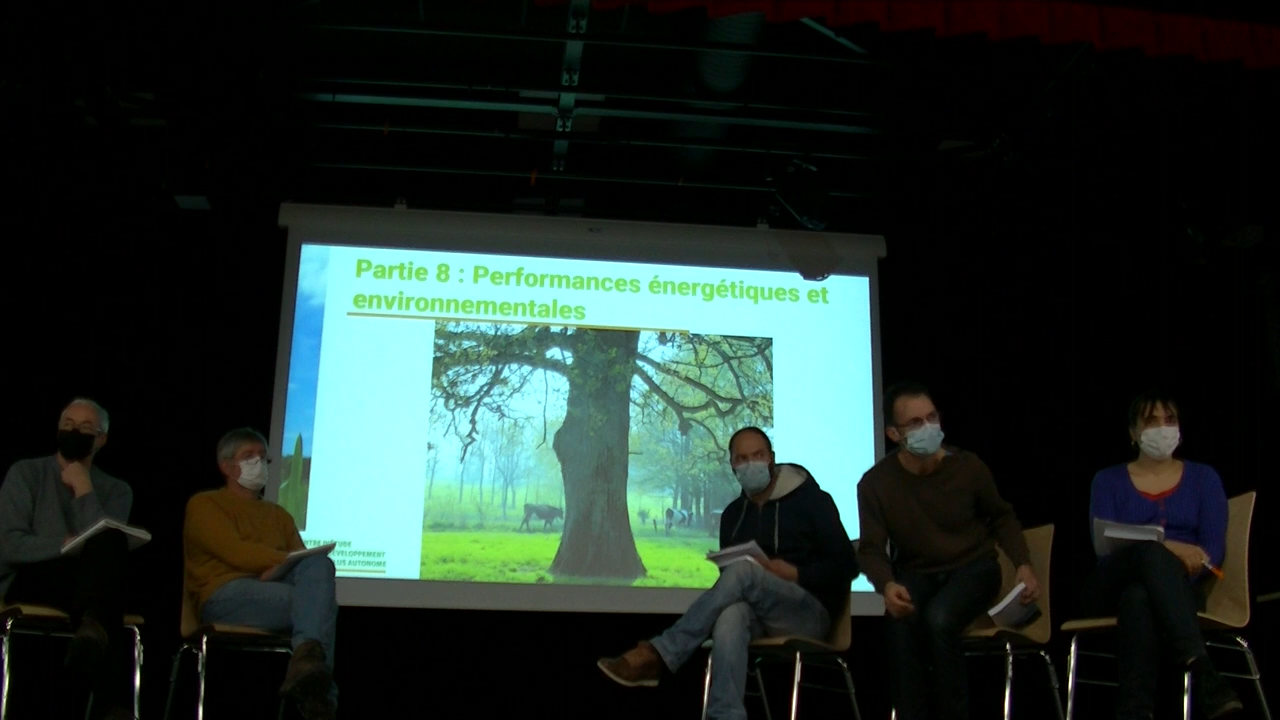 Partie 8 : Performances énergétiques et
environnementales
DÉVELOPPEMENT
AUTONOME